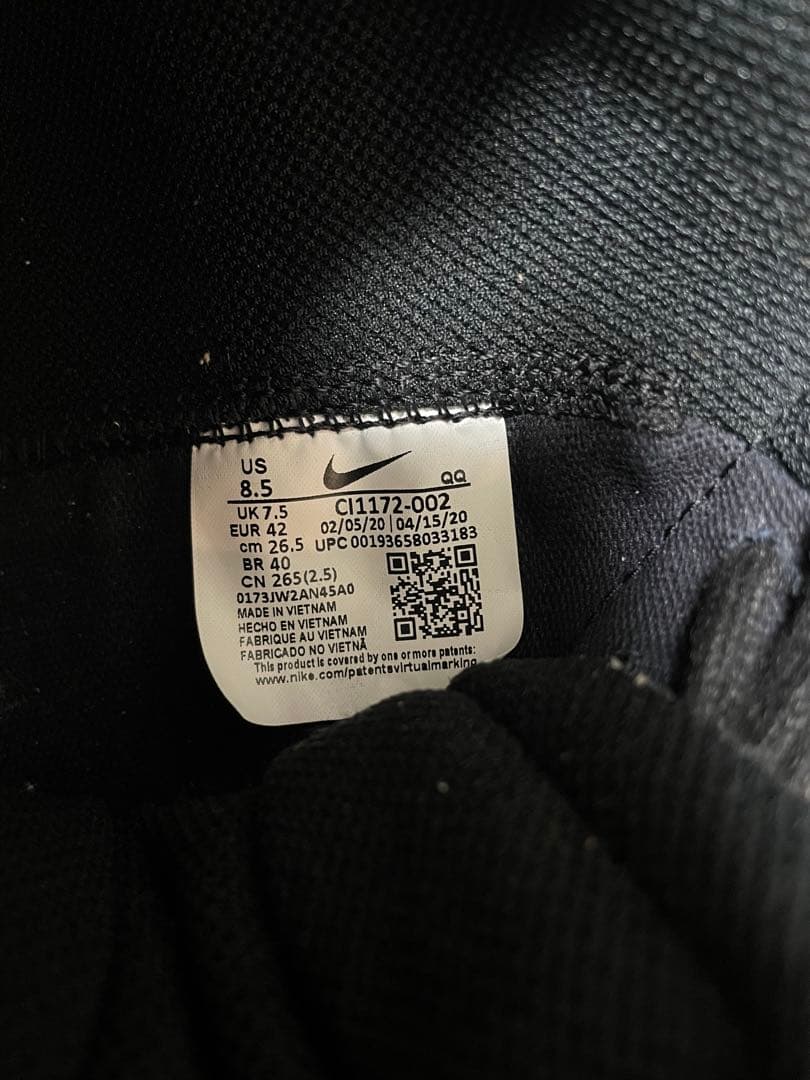 US
8.5
QQ
UK 7.5
CI1172-002
EUR 42
02/05/20 | 04/15/20
cm 26.5
UPC 00193658033183
BR 40
CN 265(2.5)
0173JW2AN45A0
MADE IN VIETNAM
HECHO EN VIETNAM
FABRIQUE AU VIETNAM
FABRICADO NO VIETNÃ
This product is covered by one or more patents:
www.nike.com/patentsvirtualmarking